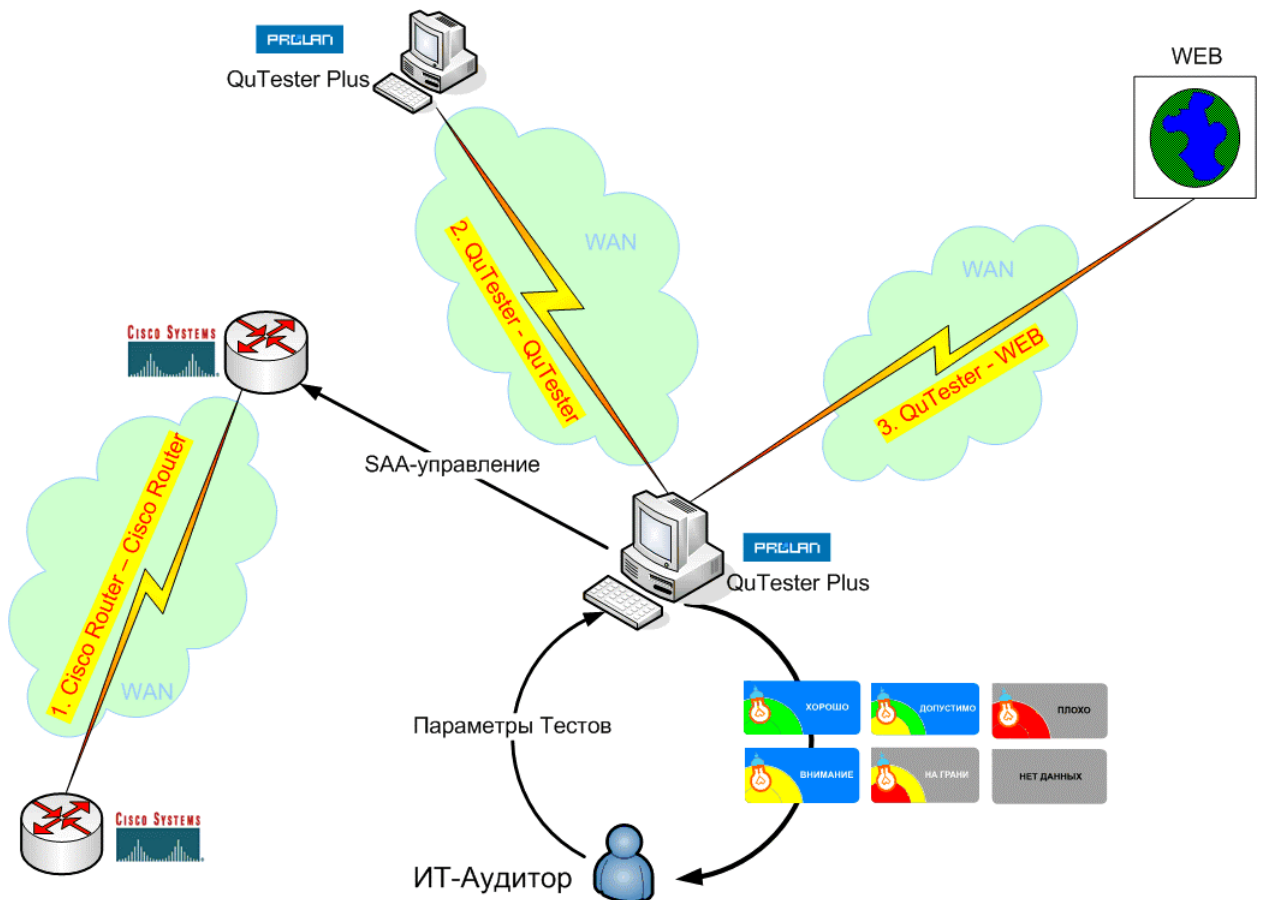 PROLAN
QuTester Plus
WEB
WAN
2. QuTester - QuTester
WAN
3. QuTester - WEB
CISCO SYSTEMS
SAA-управление
1. Cisco Router – Cisco Router
WAN
PROLAN
QuTester Plus
Параметры Тестов
ХОРОШО
ДОПУСТИМО
ПЛОХО
ВНИМАНИЕ
НА ГРАНИ
НЕТ ДАННЫХ
CISCO SYSTEMS
ИТ-Аудитор